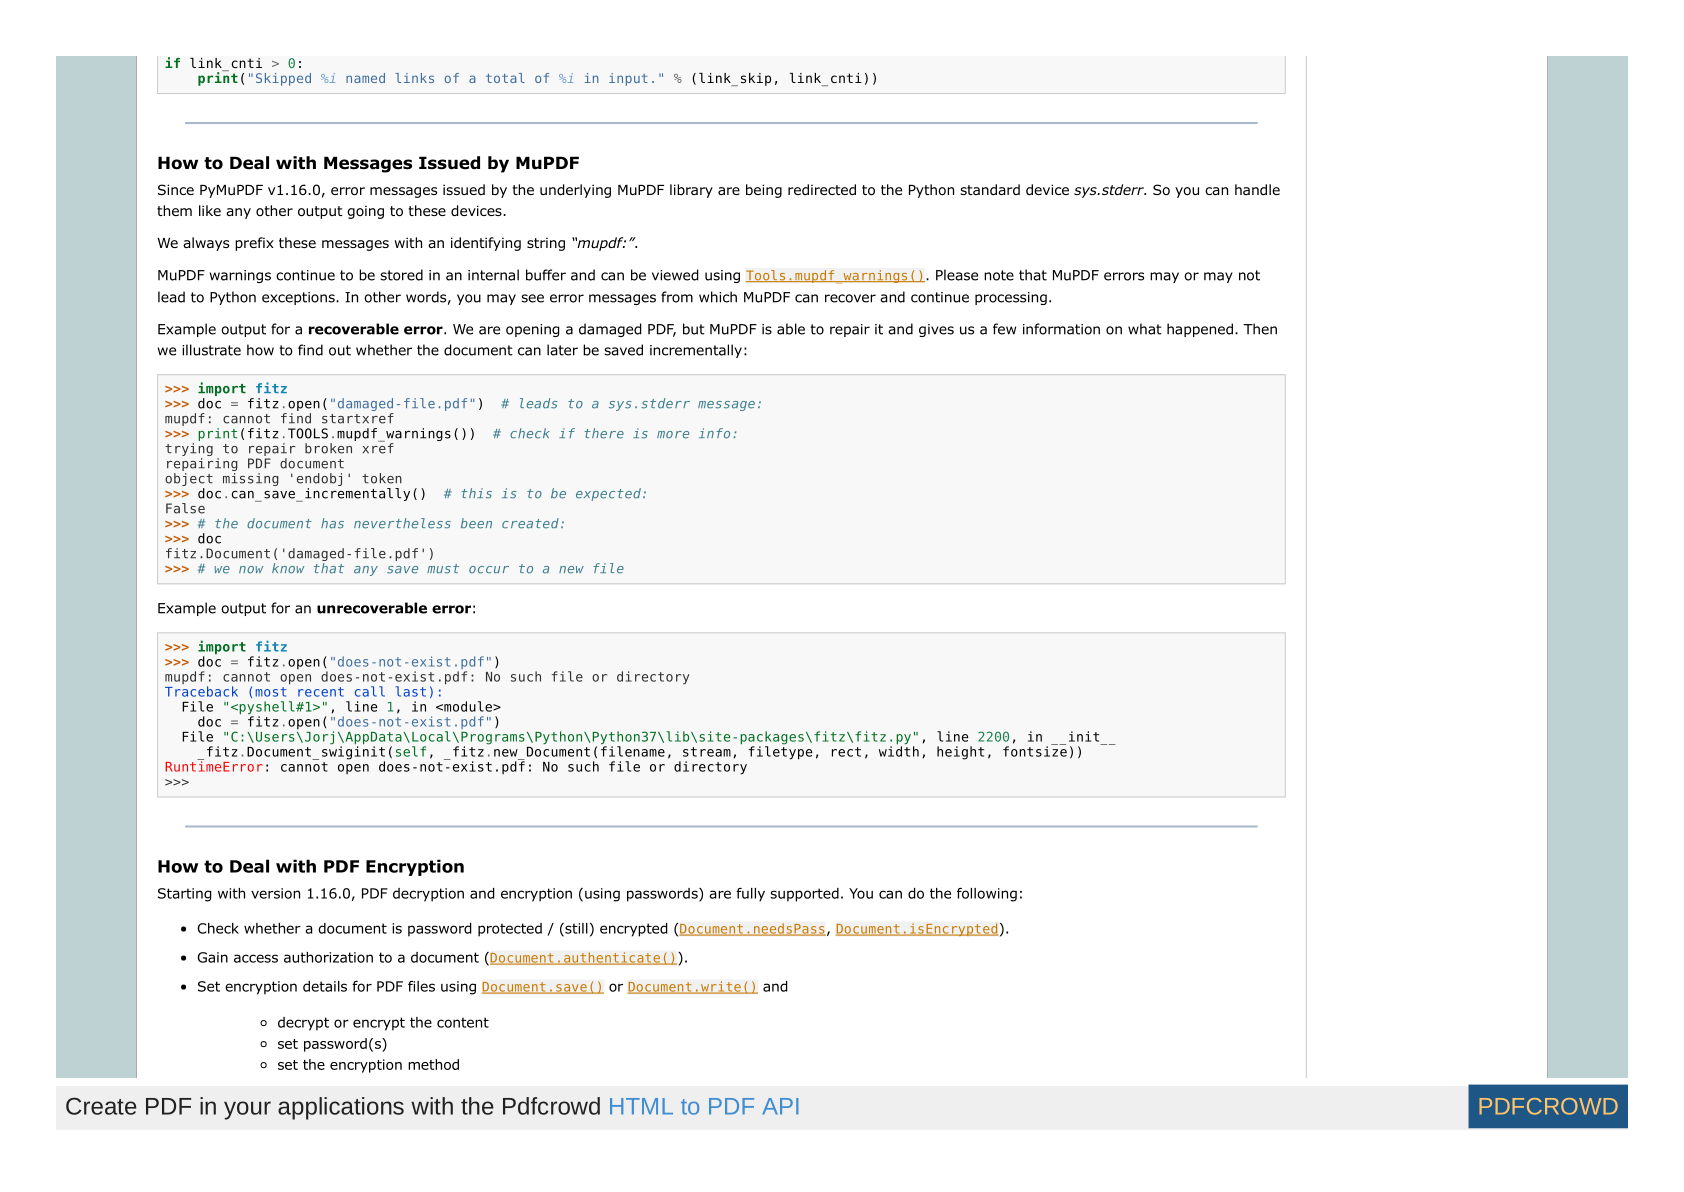 if link_cnti > 0:
    print("Skipped %i named links of a total of %i in input." % (link_skip, link_cnti))
How to Deal with Messages Issued by MuPDF
Since PyMuPDF v1.16.0, error messages issued by the underlying MuPDF library are being redirected to the Python standard device sys.stderr. So you can handle
them like any other output going to these devices.
We always prefix these messages with an identifying string “mupdf:”.
MuPDF warnings continue to be stored in an internal buffer and can be viewed using Tools.mupdf_warnings(). Please note that MuPDF errors may or may not
lead to Python exceptions. In other words, you may see error messages from which MuPDF can recover and continue processing.
Example output for a recoverable error. We are opening a damaged PDF, but MuPDF is able to repair it and gives us a few information on what happened. Then
we illustrate how to find out whether the document can later be saved incrementally:
>>> import fitz
>>> doc = fitz.open("damaged-file.pdf")  # leads to a sys.stderr message:
mupdf: cannot find startxref
>>> print(fitz.TOOLS.mupdf_warnings())  # check if there is more info:
trying to repair broken xref
repairing PDF document
object missing 'endobj' token
>>> doc.can_save_incrementally()  # this is to be expected:
False
>>> # the document has nevertheless been created:
>>> doc
fitz.Document('damaged-file.pdf')
>>> # we now know that any save must occur to a new file
Example output for an unrecoverable error:
>>> import fitz
>>> doc = fitz.open("does-not-exist.pdf")
mupdf: cannot open does-not-exist.pdf: No such file or directory
Traceback (most recent call last):
  File "<pyshell#1>", line 1, in <module>
    doc = fitz.open("does-not-exist.pdf")
  File "C:\Users\Jorj\AppData\Local\Programs\Python\Python37\lib\site-packages\fitz\fitz.py", line 2200, in __init__
    _fitz.Document_swiginit(self, _fitz.new_Document(filename, stream, filetype, rect, width, height, fontsize))
RuntimeError: cannot open does-not-exist.pdf: No such file or directory
>>>
How to Deal with PDF Encryption
Starting with version 1.16.0, PDF decryption and encryption (using passwords) are fully supported. You can do the following:
• Check whether a document is password protected / (still) encrypted (Document.needsPass, Document.isEncrypted).
• Gain access authorization to a document (Document.authenticate()).
• Set encryption details for PDF files using Document.save() or Document.write() and
◦ decrypt or encrypt the content
◦ set password(s)
◦ set the encryption method
Create PDF in your applications with the Pdfcrowd HTML to PDF API
PDFCROWD